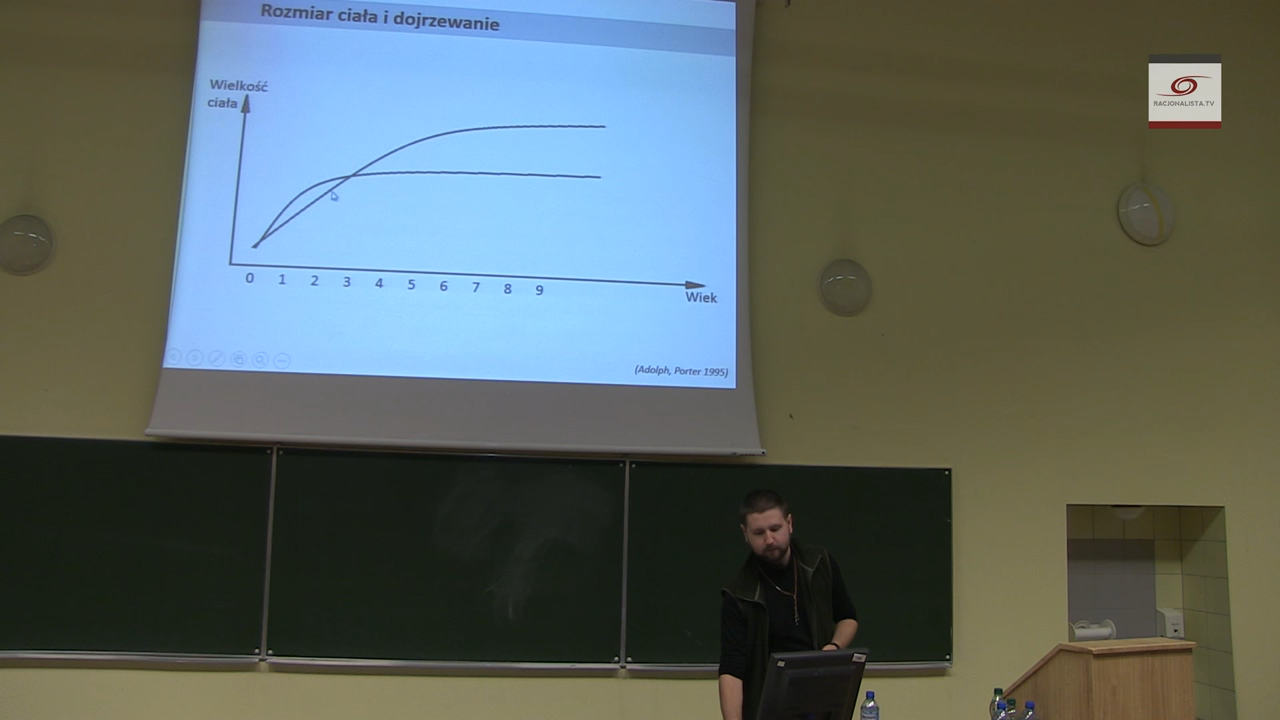 Rozmiar ciała i dojrzewanie
Wielkość
ciała
0 1 2 3 4 5 6 7 8 9
Wiek
(Adolph, Porter 1995)
RACJONALISTA.TV